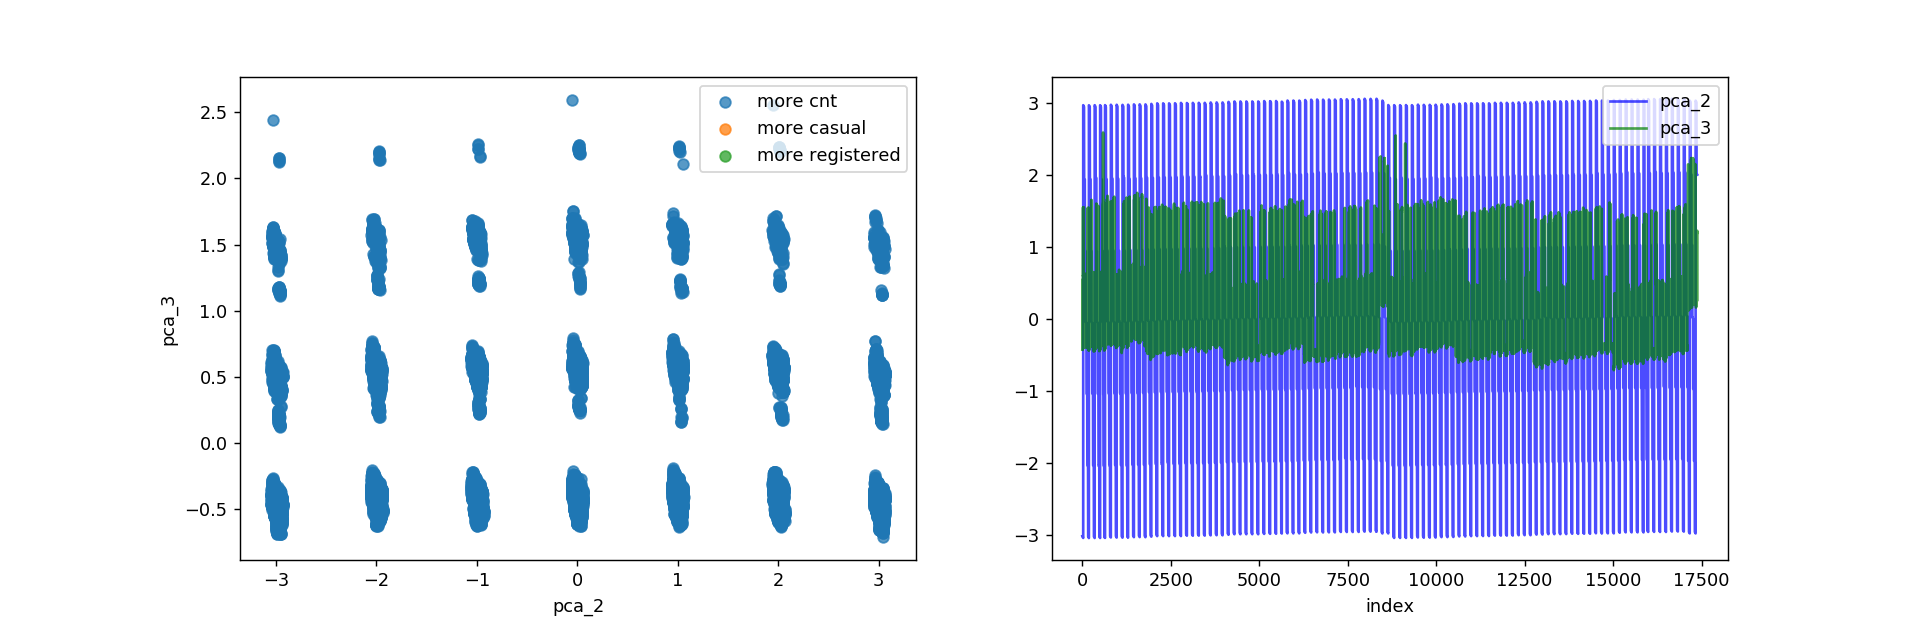 more cnt
more casual
more registered
2.5
2.0
1.5
1.0
0.5
0.0
−0.5
pca_3
−3 −2 −1 0 1 2 3
pca_2
pca_2
pca_3
3
2
1
0
−1
−2
−3
0 2500 5000 7500 10000 12500 15000 17500
index